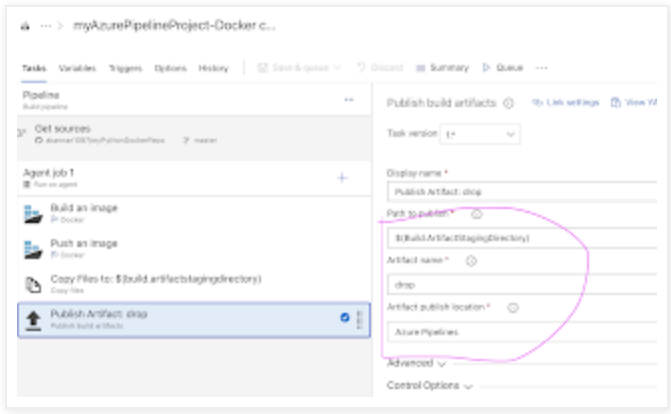 myAzurePipelineProject-Docker c...
Tasks Variables Triggers Options History Save & queue Discard Summary Queue ...
Pipeline
Build pipeline
Get sources
master
Agent job 1
Run on agent
Build an image
Docker
Push an image
Docker
Copy Files to: $(build.artifactstagingdirectory)
Copy files
Publish Artifact: drop
Publish build artifacts
Publish build artifacts
Link settings
View
Task version
Display name *
Publish Artifact: drop
Path to publish *
$(Build.ArtifactStagingDirectory)
Artifact name *
drop
Artifact publish location *
Azure Pipelines
Advanced
Control Options